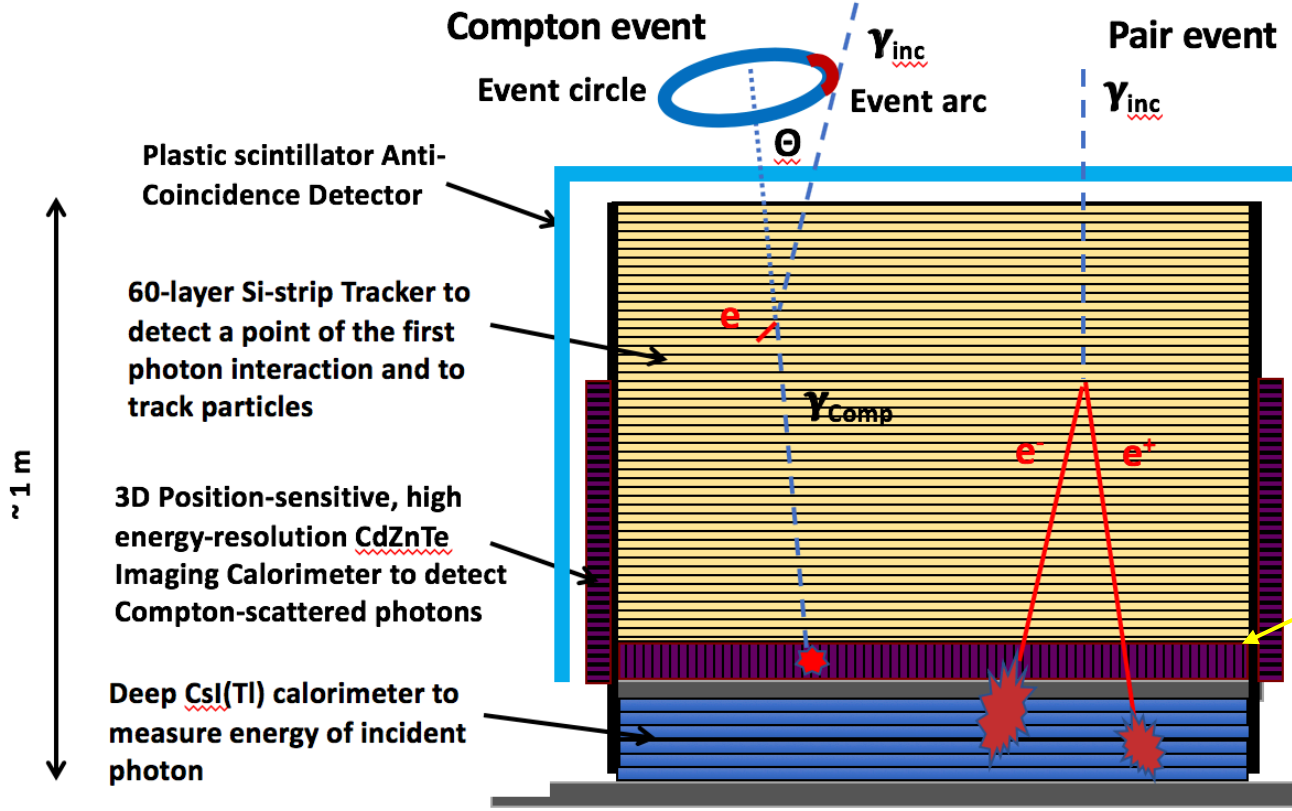 Compton event
Pair event
γinc
Event circle
Event arc
γinc
Θ
Plastic scintillator Anti-
Coincidence Detector
60-layer Si-strip Tracker to
detect a point of the first
photon interaction and to
track particles
e
γComp
e-
e+
~ 1 m
3D Position-sensitive, high
energy-resolution CdZnTe
Imaging Calorimeter to detect
Compton-scattered photons
Deep CsI(Tl) calorimeter to
measure energy of incident
photon